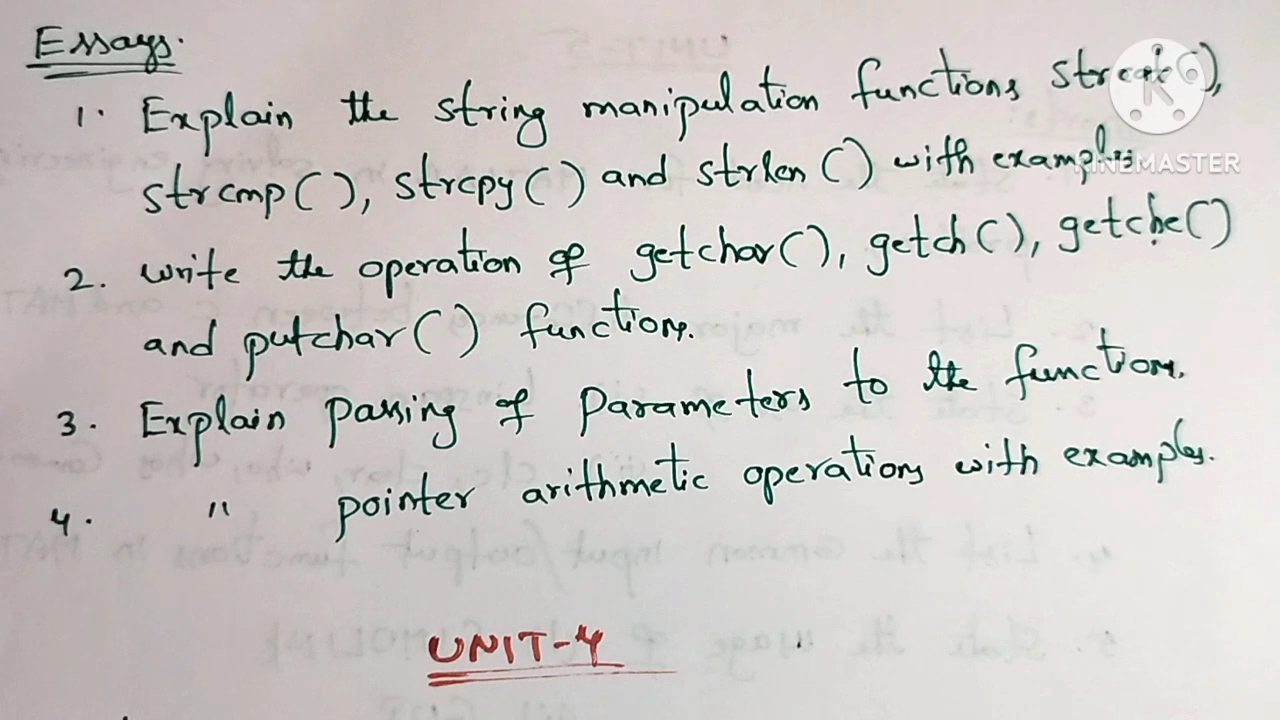 Essays.
1. Explain the string manipulation functions strcat(),
strcmp(), strcpy() and strlen() with examples
2. write the operation of getchar(), getch(), getche()
and putchar() functions.
3. Explain passing of parameters to the functions.
4. " pointer arithmetic operations with examples.
UNIT-4
K
KINEMASTER